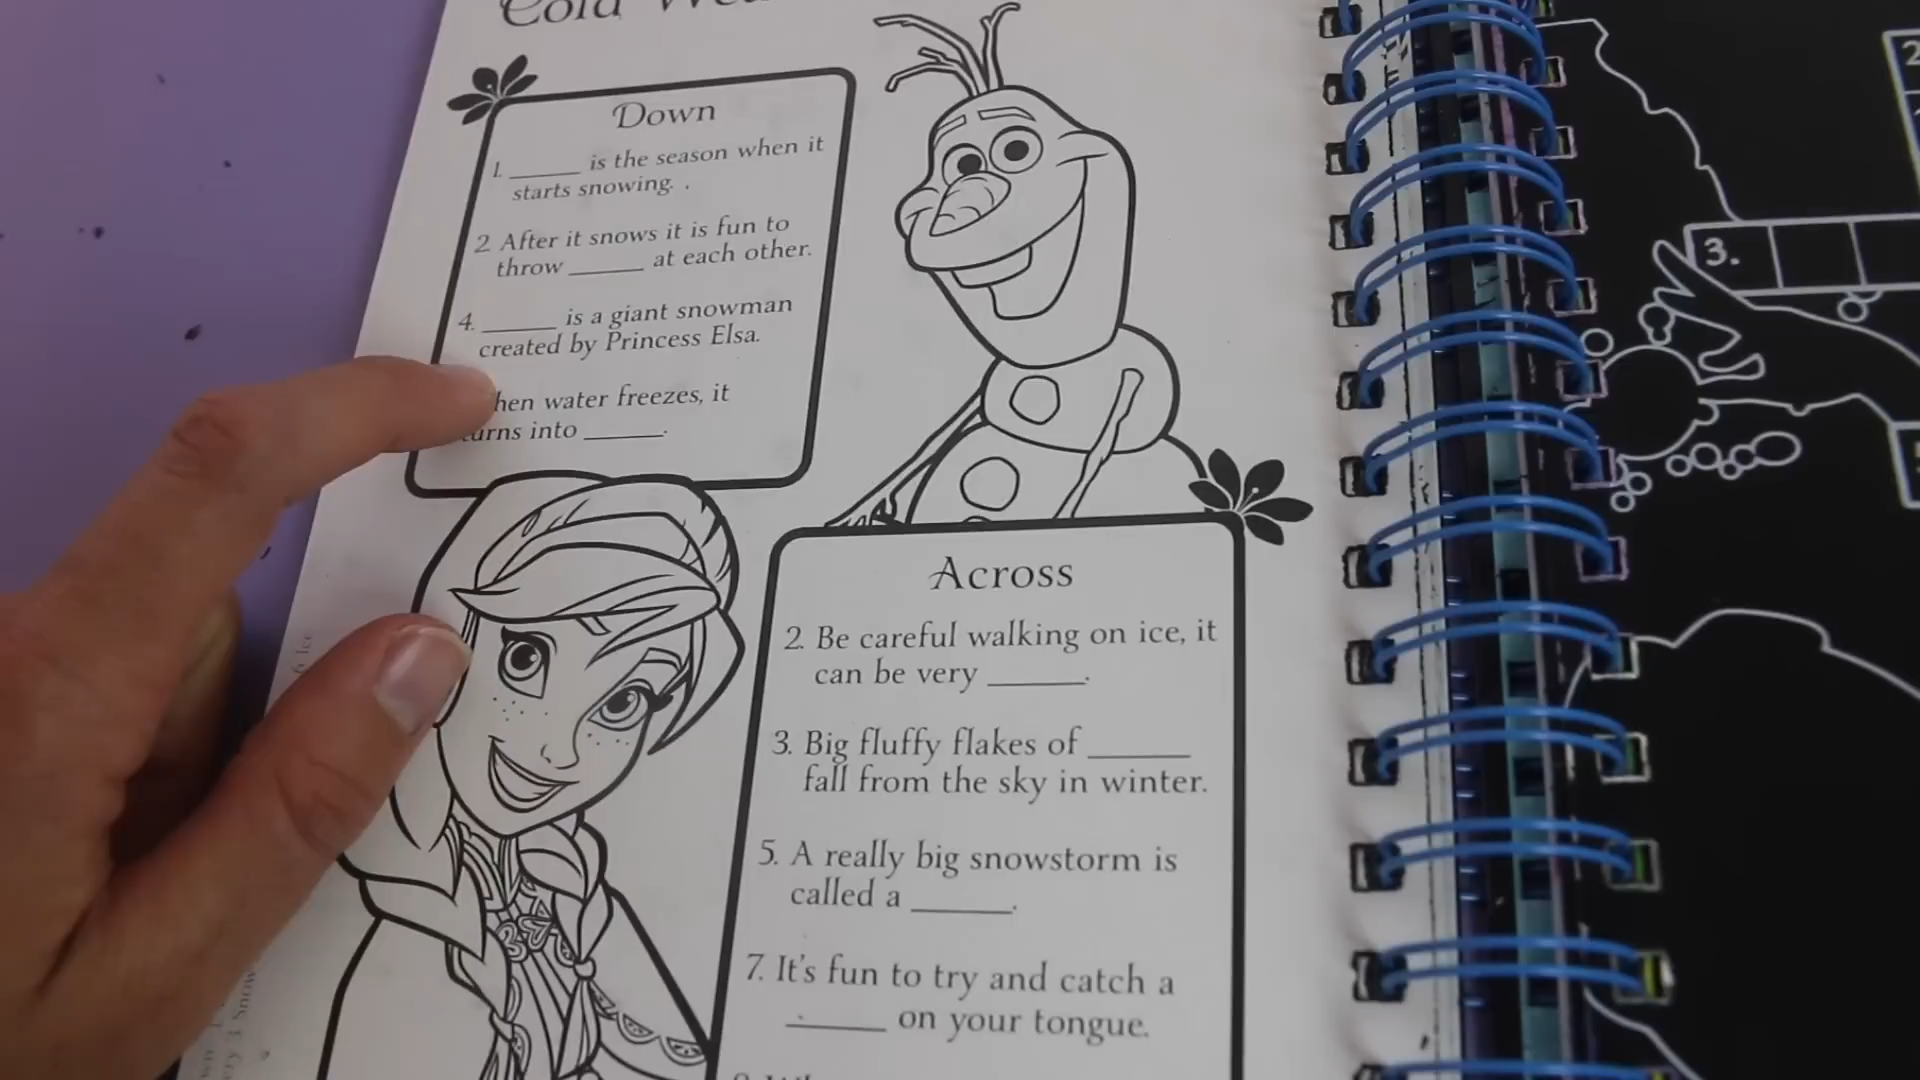 Cold
Down
1. ______ is the season when it
starts snowing. .
2. After it snows it is fun to
throw ______ at each other.
4. ______ is a giant snowman
created by Princess Elsa.
hen water freezes, it
urns into ______.
Across
2. Be careful walking on ice, it
can be very ______.
3. Big fluffy flakes of ______
fall from the sky in winter.
5. A really big snowstorm is
called a ______.
7. It's fun to try and catch a
______ on your tongue.
2
3.